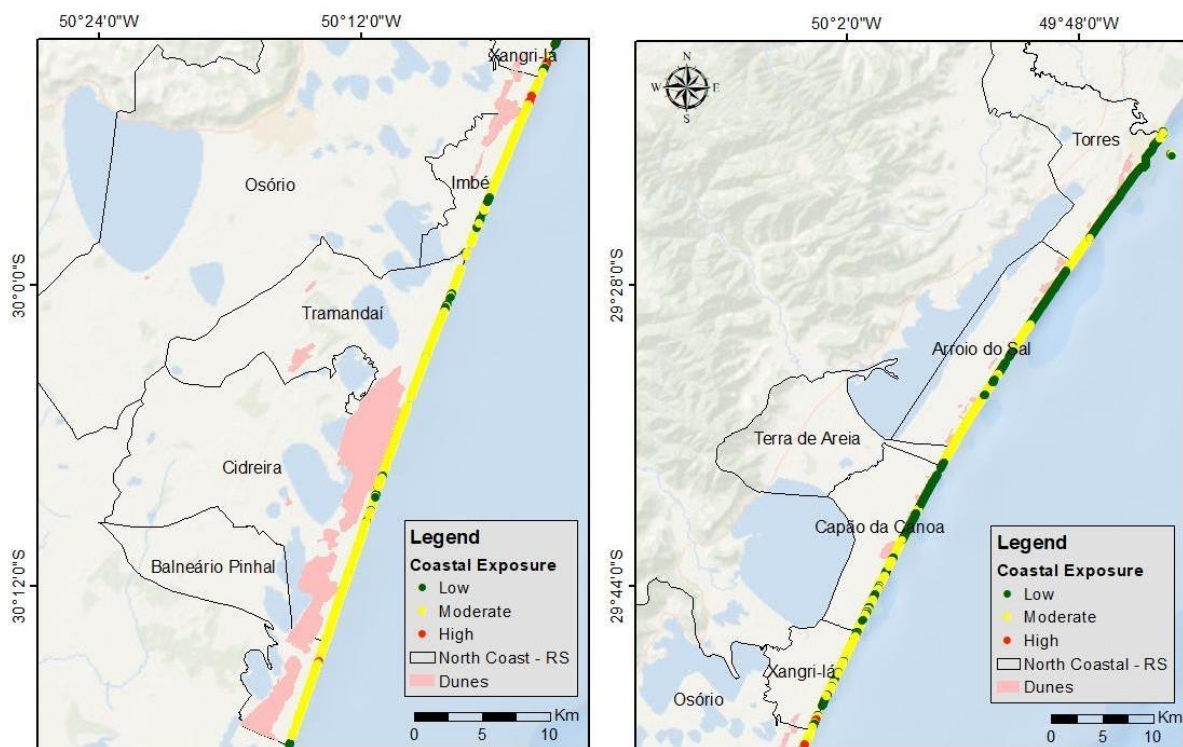 50°24'0"W
50°12'0"W
30°0'0"S
30°12'0"S
Xangri-lá
Osório
Imbé
Tramandaí
Cidreira
Balneário Pinhal
Legend
Coastal Exposure
Low
Moderate
High
North Coast - RS
Dunes
Km
0 5 10
50°2'0"W
49°48'0"W
29°28'0"S
29°44'0"S
N
W E
S
Torres
Arroio do Sal
Terra de Areia
Capão da Canoa
Xangri-lá
Osório
Legend
Coastal Exposure
Low
Moderate
High
North Coastal - RS
Dunes
Km
0 5 10